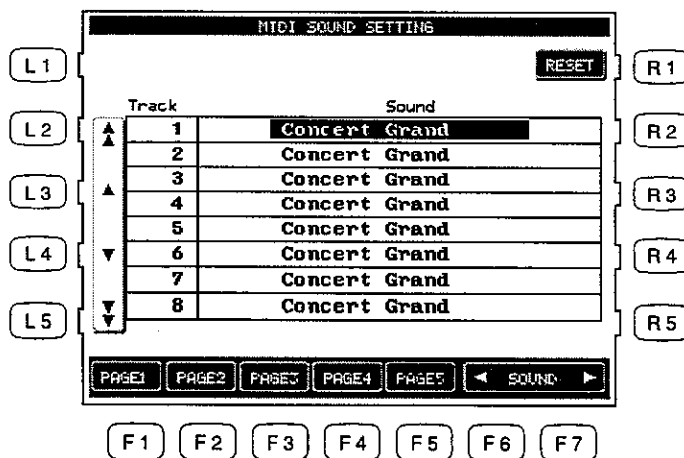 MIDI SOUND SETTING
L1
RESET
R1
Track Sound
L2
1 Concert Grand
R2
2 Concert Grand
L3
3 Concert Grand
R3
4 Concert Grand
5 Concert Grand
L4
6 Concert Grand
R4
7 Concert Grand
L5
8 Concert Grand
R5
PAGE1 PAGE2 PAGE3 PAGE4 PAGE5 SOUND
F1 F2 F3 F4 F5 F6 F7